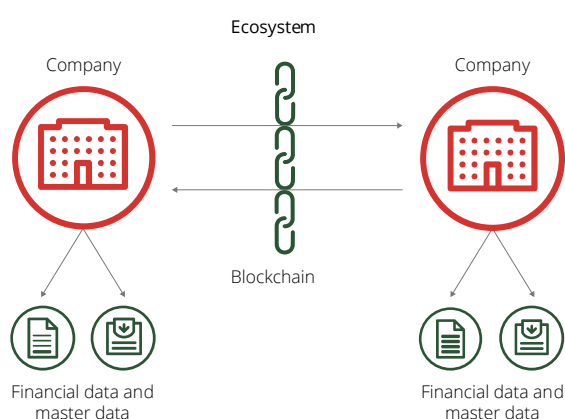 Ecosystem
Company
Company
Blockchain
Financial data and
master data
Financial data and
master data